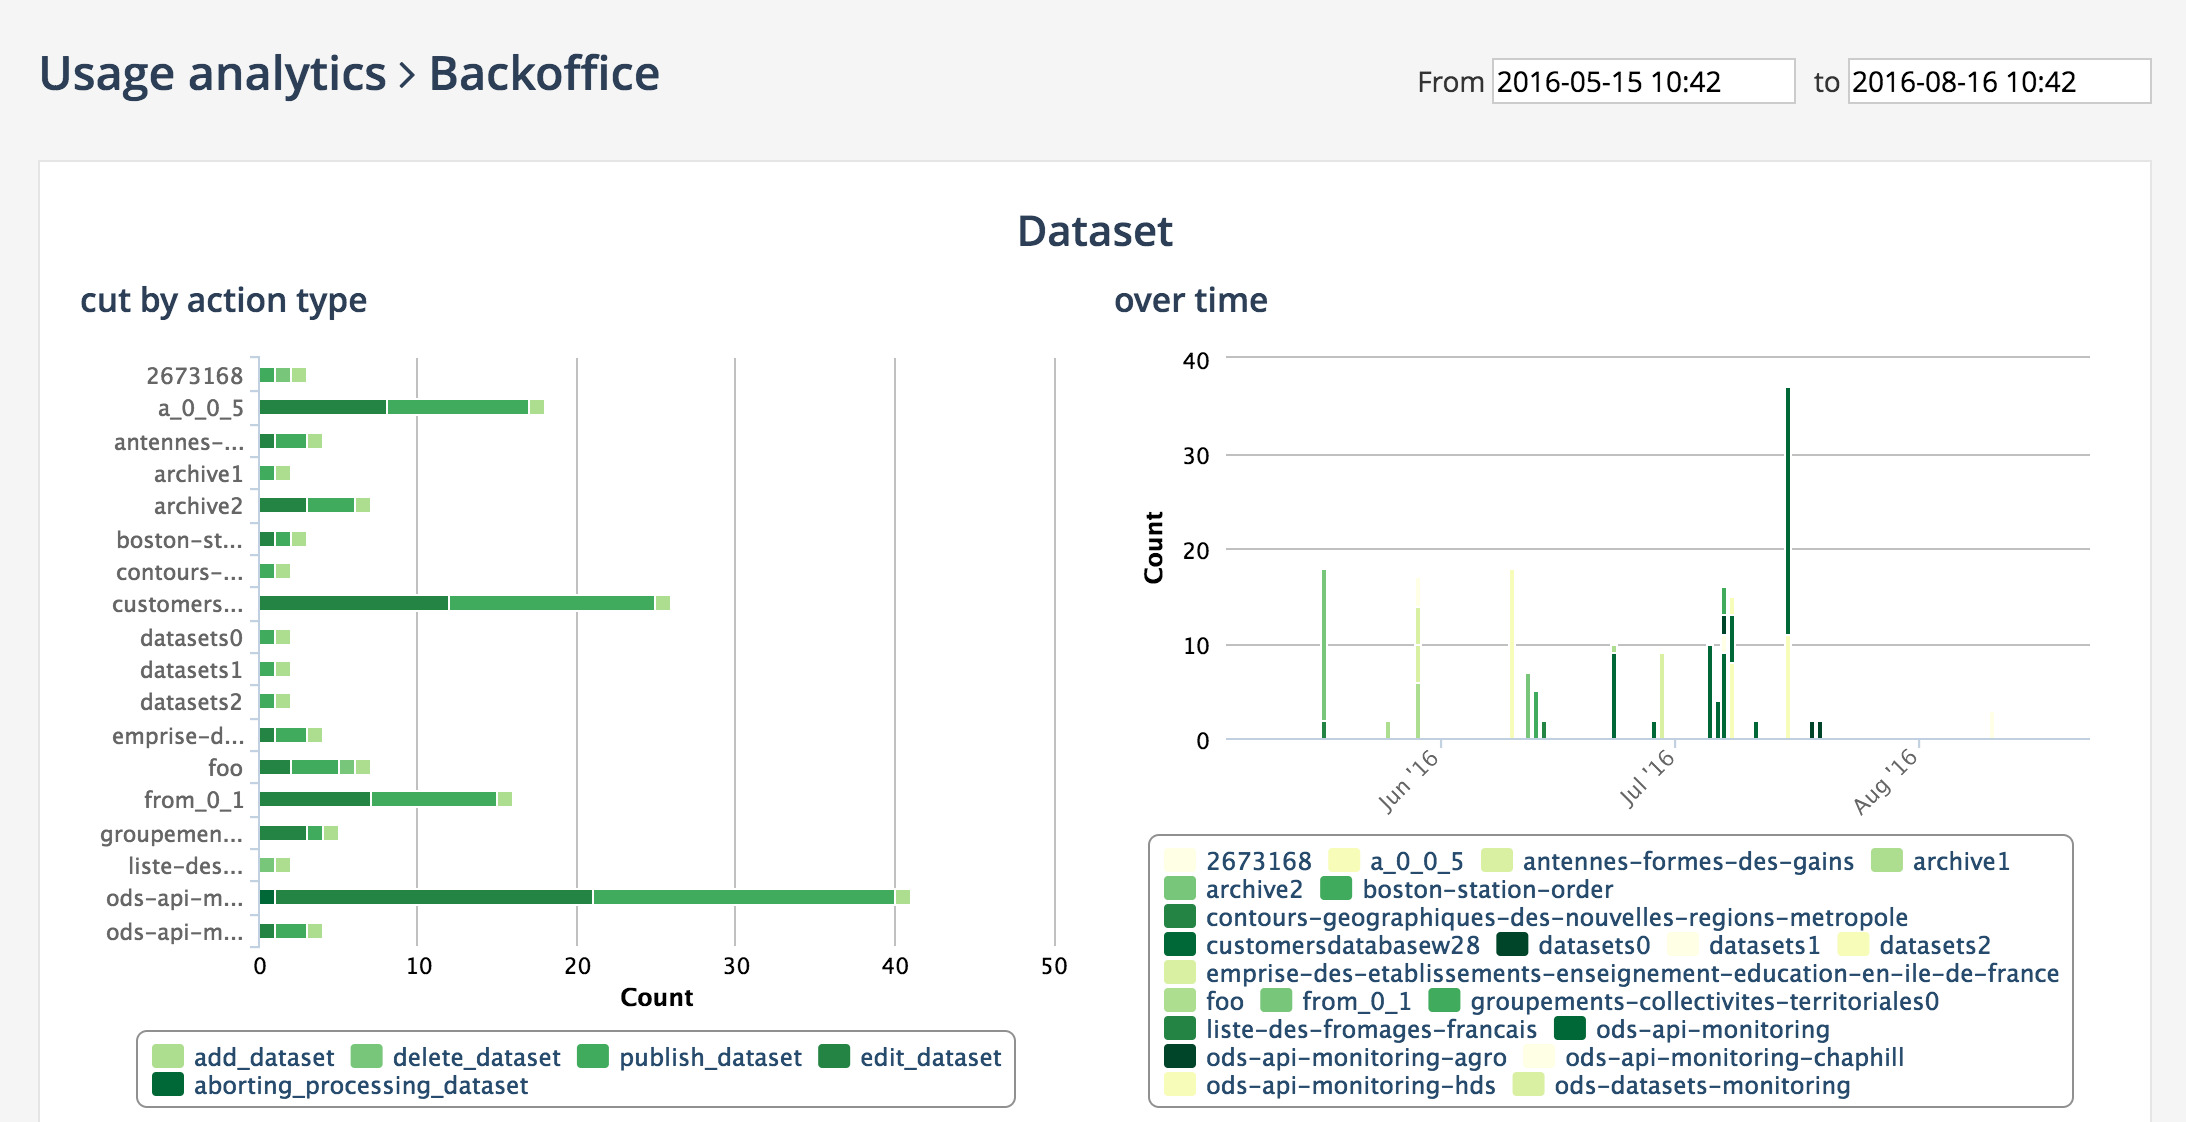 Usage analytics > Backoffice
From 2016-05-15 10:42 to 2016-08-16 10:42
Dataset
cut by action type
2673168
a_0_0_5
antennes-...
archive1
archive2
boston-st...
contours-...
customers...
datasets0
datasets1
datasets2
emprise-d...
foo
from_0_1
groupemen...
liste-des...
ods-api-m...
ods-api-m...
0 10 20 30 40 50
Count
add_dataset delete_dataset publish_dataset edit_dataset
aborting_processing_dataset
over time
40
30
20
10
0
Count
Jun '16 Jul '16 Aug '16
2673168 a_0_0_5 antennes-formes-des-gains archive1
archive2 boston-station-order
contours-geographiques-des-nouvelles-regions-metropole
customersdatabasew28 datasets0 datasets1 datasets2
emprise-des-etablissements-enseignement-education-en-ile-de-france
foo from_0_1 groupements-collectivites-territoriales0
liste-des-fromages-francais ods-api-monitoring
ods-api-monitoring-agro ods-api-monitoring-chaphill
ods-api-monitoring-hds ods-datasets-monitoring